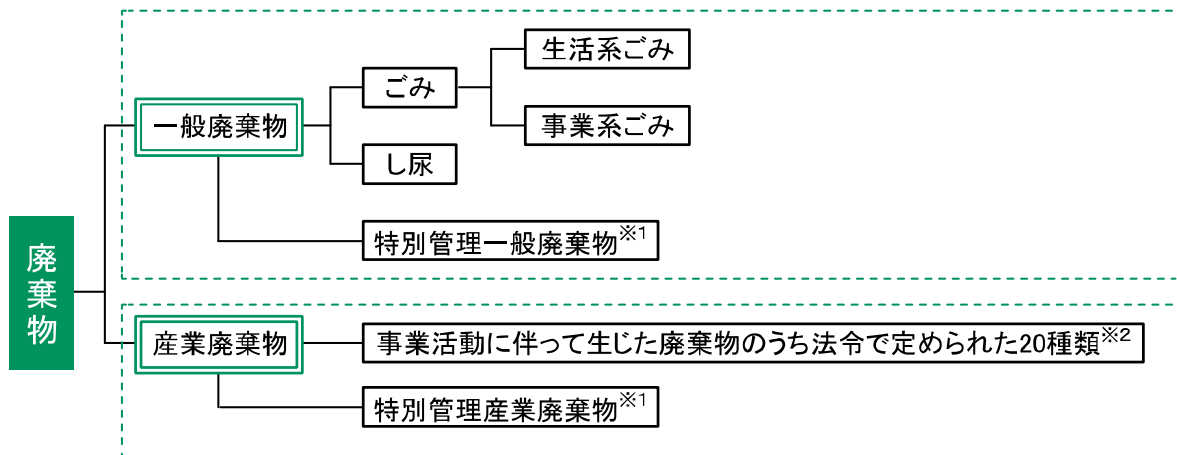 廃棄物
一般廃棄物
ごみ
生活系ごみ
事業系ごみ
し尿
特別管理一般廃棄物※1
産業廃棄物
事業活動に伴って生じた廃棄物のうち法令で定められた20種類※2
特別管理産業廃棄物※1